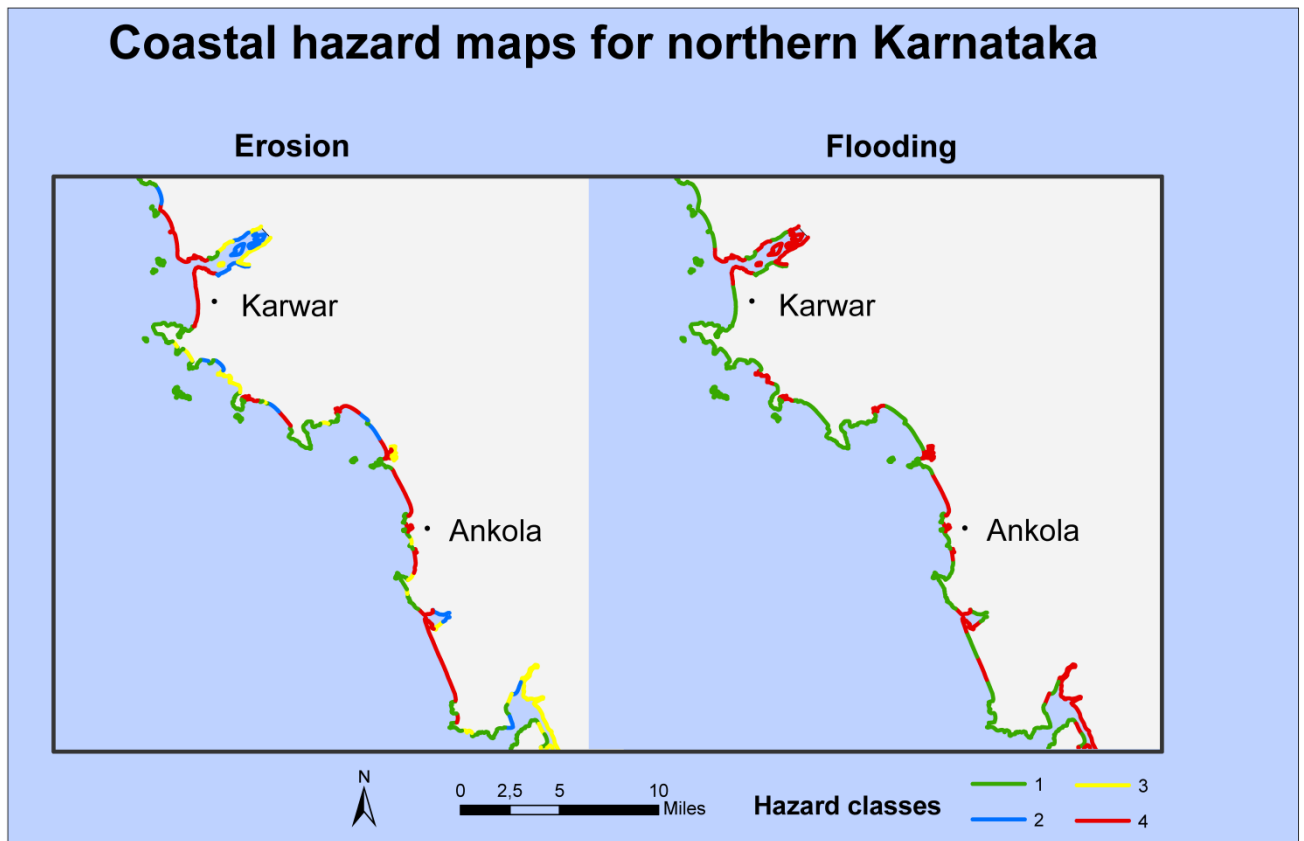 Coastal hazard maps for northern Karnataka
Erosion
Flooding
Karwar
Karwar
Ankola
Ankola
N
0 2,5 5 10
Miles
Hazard classes
1
3
2
4